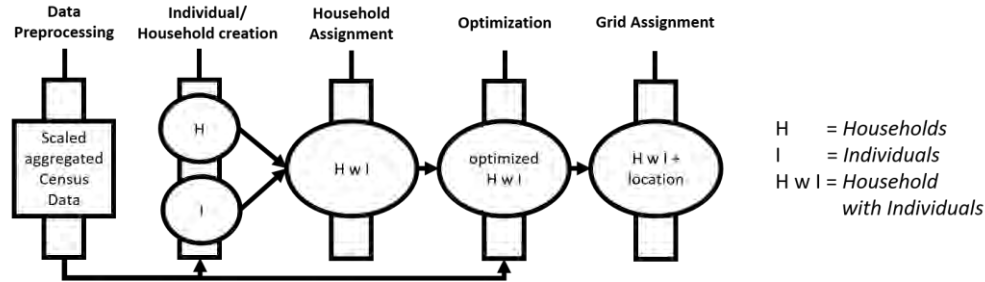 Data
Preprocessing
Individual/
Household creation
Household
Assignment
Optimization
Grid Assignment
Scaled
aggregated
Census
Data
H
I
H w I
optimized
H w I
H w I +
location
H = Households
I = Individuals
H w I = Household
with Individuals